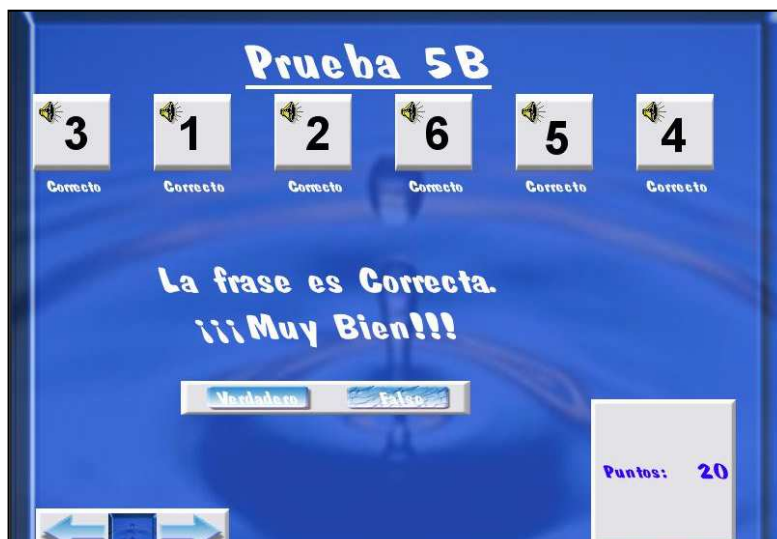 Prueba 5B
3 1 2 6 5 4
Correcto Correcto Correcto Correcto Correcto Correcto
La frase es Correcta.
¡¡¡Muy Bien!!!
Verdadero Falso
Puntos: 20